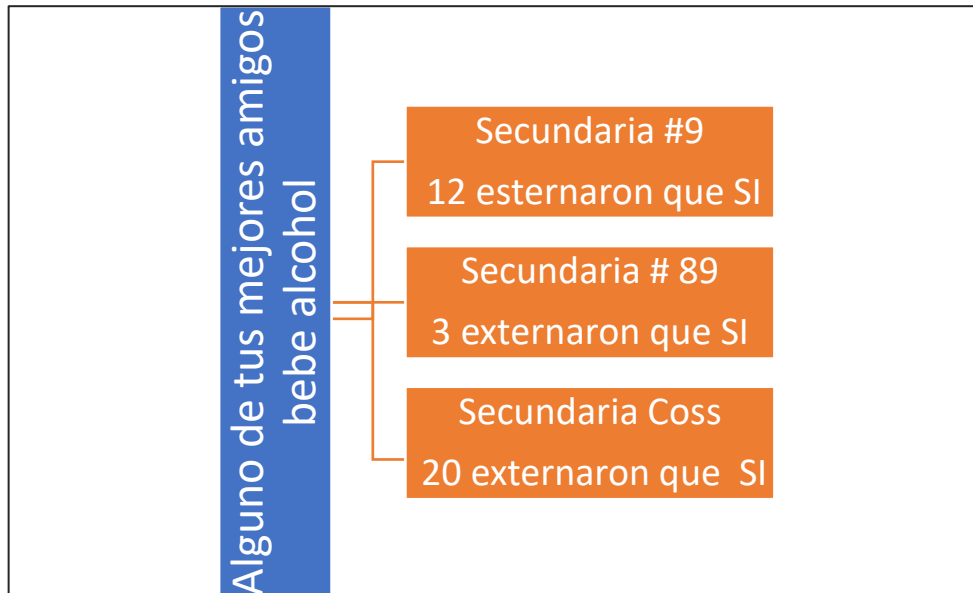 Alguno de tus mejores amigos
bebe alcohol
Secundaria #9
12 esternaron que SI
Secundaria # 89
3 externaron que SI
Secundaria Coss
20 externaron que  SI